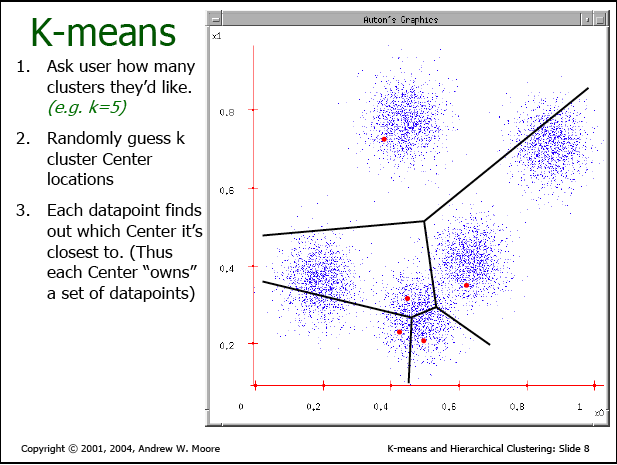 K-means
1. Ask user how many
clusters they'd like.
(e.g. k=5)
2. Randomly guess k
cluster Center
locations
3. Each datapoint finds
out which Center it's
closest to. (Thus
each Center “owns”
a set of datapoints)
Auton's Graphics
x1
0.8
0.6
0.4
0.2
0 0.2 0.4 0.6 0.8 1 x0
Copyright © 2001, 2004, Andrew W. Moore
K-means and Hierarchical Clustering: Slide 8